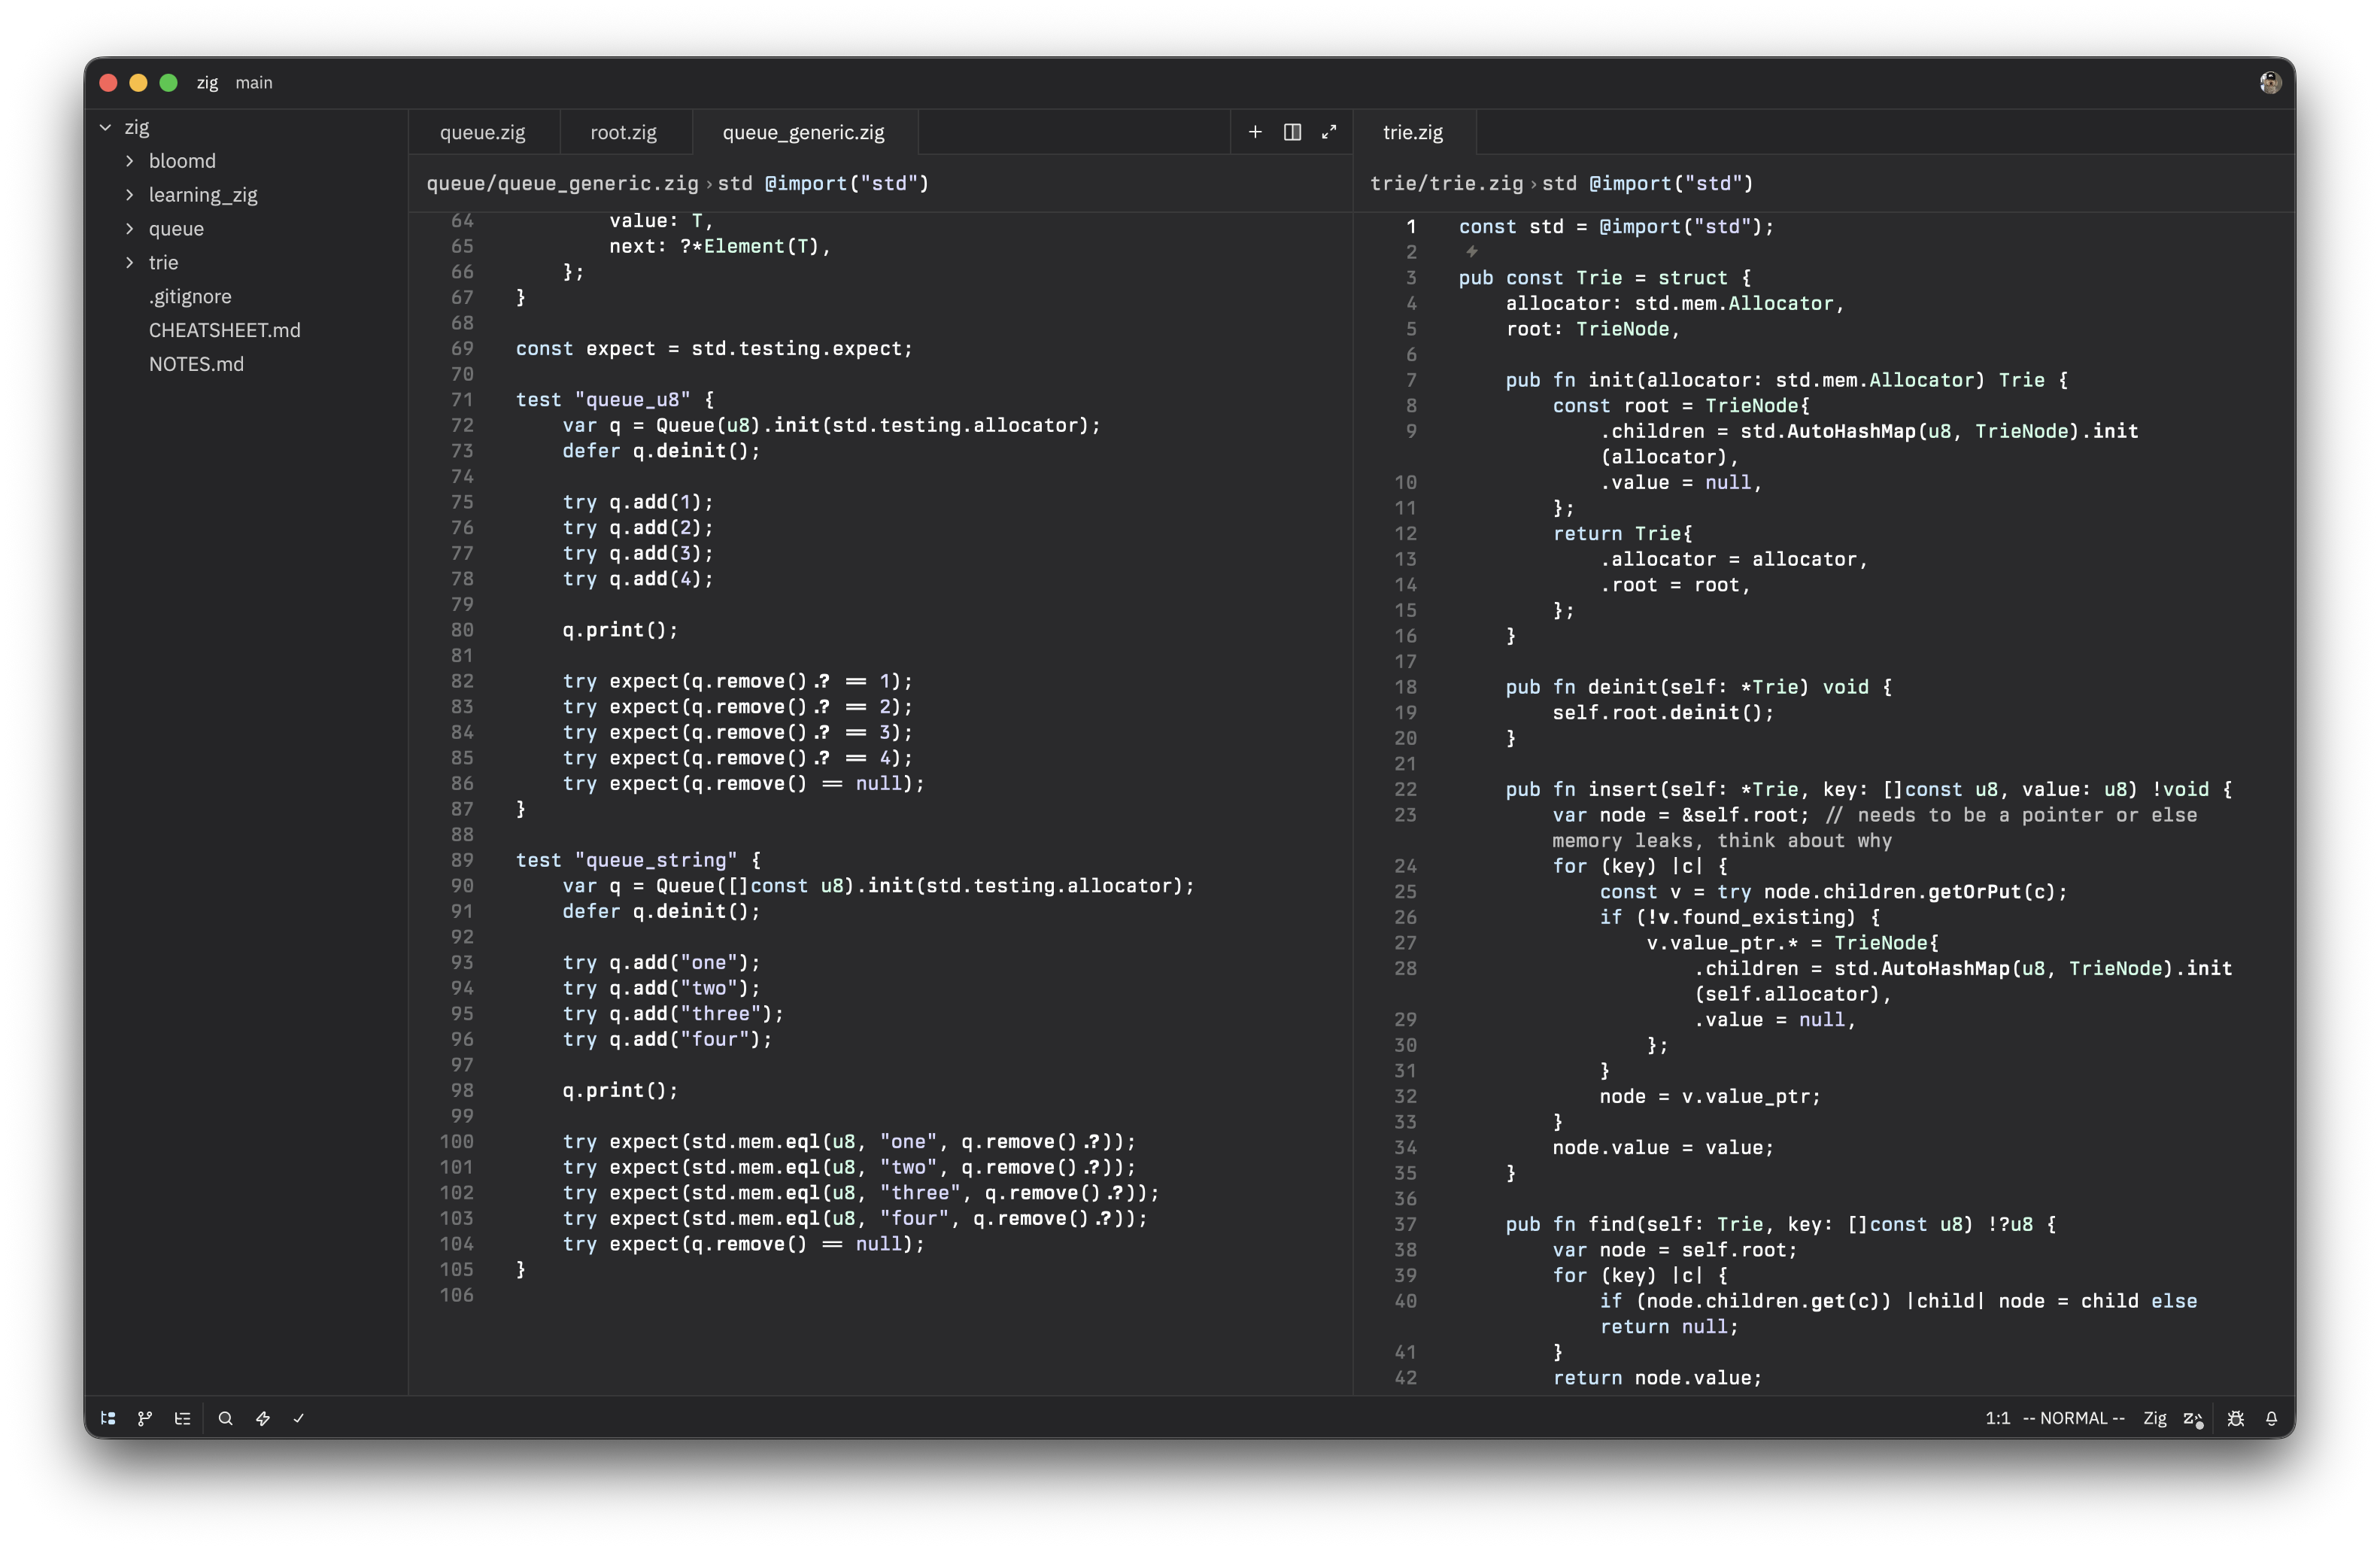 zig main
zig
bloomd
learning_zig
queue
trie
.gitignore
CHEATSHEET.md
NOTES.md
queue.zig root.zig queue_generic.zig
queue/queue_generic.zig › std @import("std")
64 value: T,
65 next: ?*Element(T),
66 };
67 }
68
69 const expect = std.testing.expect;
70
71 test "queue_u8" {
72 var q = Queue(u8).init(std.testing.allocator);
73 defer q.deinit();
74
75 try q.add(1);
76 try q.add(2);
77 try q.add(3);
78 try q.add(4);
79
80 q.print();
81
82 try expect(q.remove().? == 1);
83 try expect(q.remove().? == 2);
84 try expect(q.remove().? == 3);
85 try expect(q.remove().? == 4);
86 try expect(q.remove() == null);
87 }
88
89 test "queue_string" {
90 var q = Queue([]const u8).init(std.testing.allocator);
91 defer q.deinit();
92
93 try q.add("one");
94 try q.add("two");
95 try q.add("three");
96 try q.add("four");
97
98 q.print();
99
100 try expect(std.mem.eql(u8, "one", q.remove().?));
101 try expect(std.mem.eql(u8, "two", q.remove().?));
102 try expect(std.mem.eql(u8, "three", q.remove().?));
103 try expect(std.mem.eql(u8, "four", q.remove().?));
104 try expect(q.remove() == null);
105 }
106
trie.zig
trie/trie.zig › std @import("std")
1 const std = @import("std");
2
3 pub const Trie = struct {
4 allocator: std.mem.Allocator,
5 root: TrieNode,
6
7 pub fn init(allocator: std.mem.Allocator) Trie {
8 const root = TrieNode{
9 .children = std.AutoHashMap(u8, TrieNode).init
(allocator),
10 .value = null,
11 };
12 return Trie{
13 .allocator = allocator,
14 .root = root,
15 };
16 }
17
18 pub fn deinit(self: *Trie) void {
19 self.root.deinit();
20 }
21
22 pub fn insert(self: *Trie, key: []const u8, value: u8) !void {
23 var node = &self.root; // needs to be a pointer or else
memory leaks, think about why
24 for (key) |c| {
25 const v = try node.children.getOrPut(c);
26 if (!v.found_existing) {
27 v.value_ptr.* = TrieNode{
28 .children = std.AutoHashMap(u8, TrieNode).init
(self.allocator),
29 .value = null,
30 };
31 }
32 node = v.value_ptr;
33 }
34 node.value = value;
35 }
36
37 pub fn find(self: Trie, key: []const u8) !?u8 {
38 var node = self.root;
39 for (key) |c| {
40 if (node.children.get(c)) |child| node = child else
return null;
41 }
42 return node.value;
1:1 -- NORMAL -- Zig